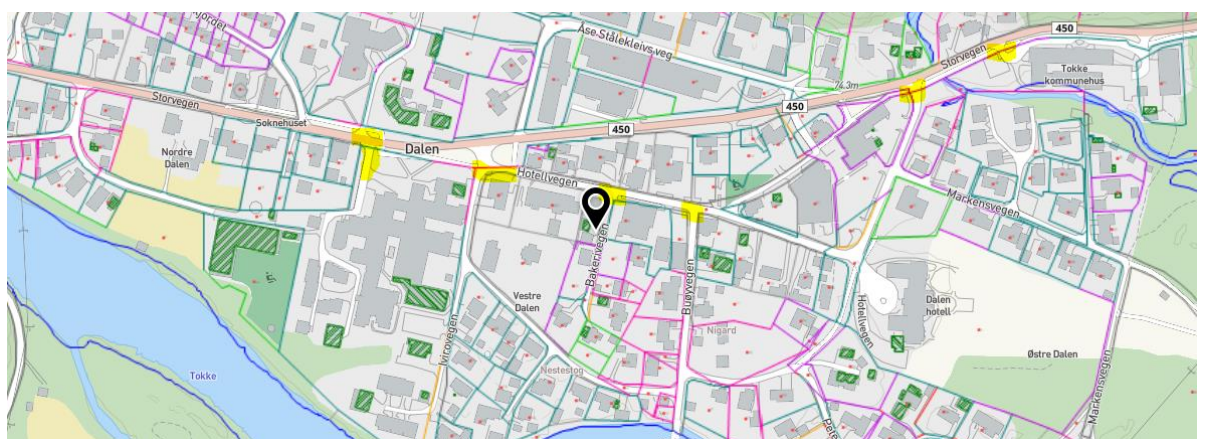 450
Åse Stålekleivs veg
Storvegen
Tokke
kommunehus
74.3m
450
Storvegen
Soknehuset
450
Dalen
Nordre
Dalen
Hotellvegen
Markensvegen
Bakerivegen
Buøyvegen
Hotellvegen
Dalen
hotell
Vestre
Dalen
Ivirovegen
Nigard
Østre Dalen
Nestestog
Tokke
Markensvegen